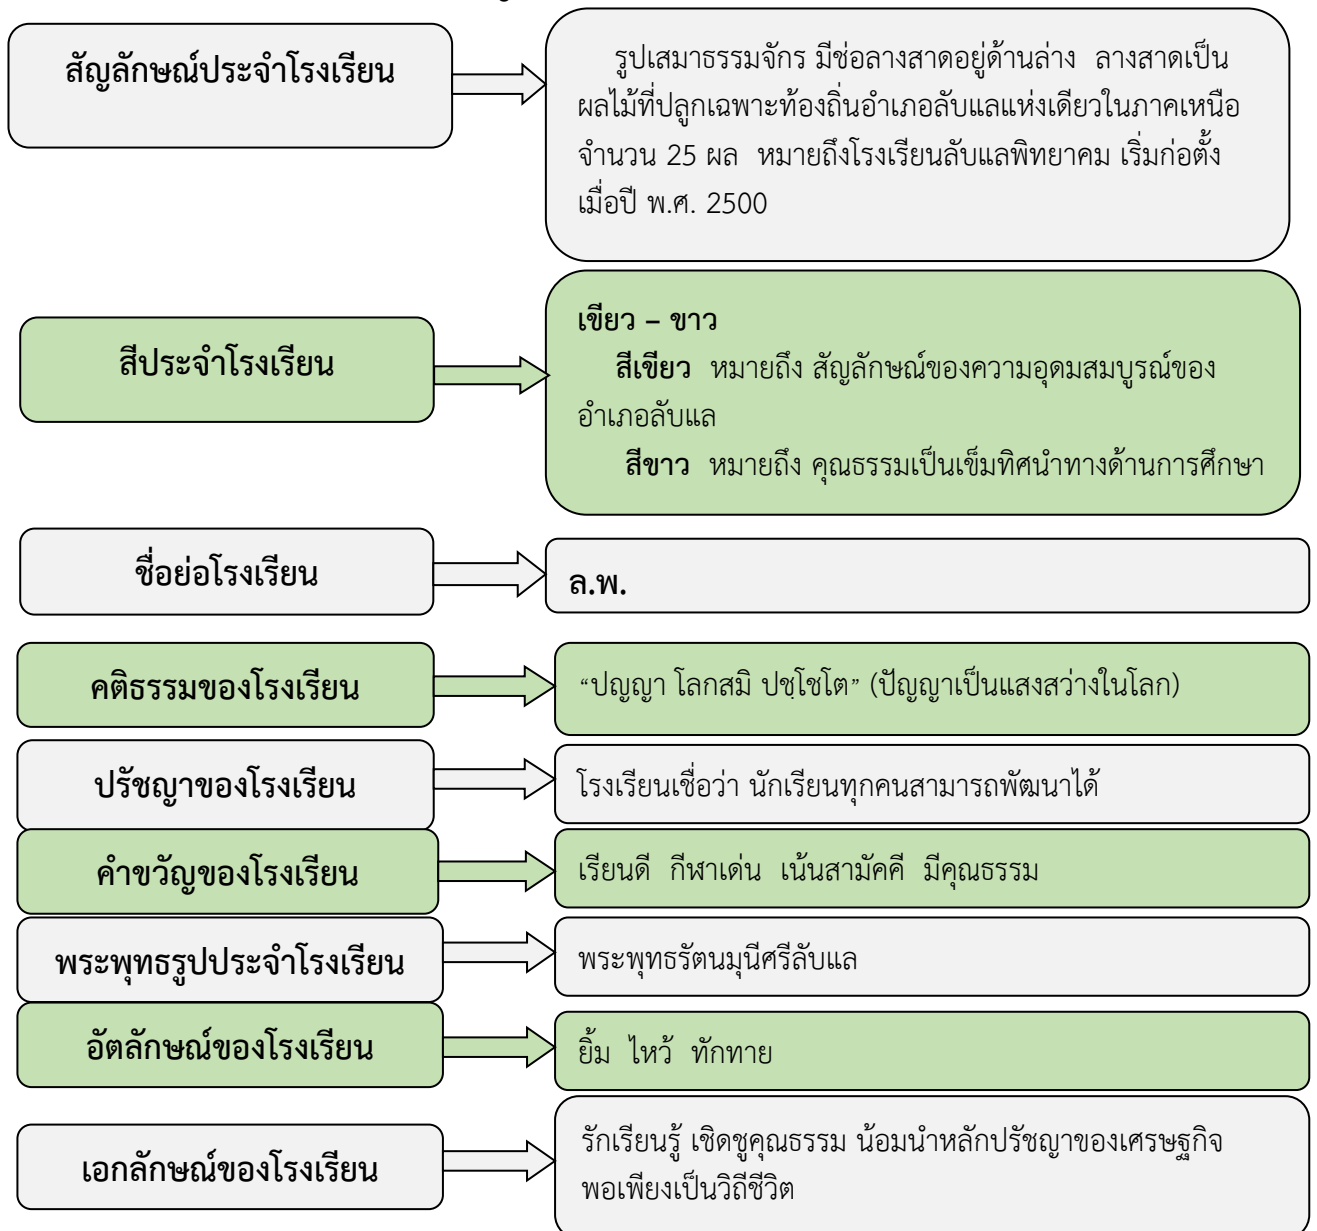 สัญลักษณ์ประจำโรงเรียน
รูปเสมาธรรมจักร มีช่อลางสาดอยู่ด้านล่าง ลางสาดเป็น
ผลไม้ที่ปลูกเฉพาะท้องถิ่นอำเภอลับแลแห่งเดียวในภาคเหนือ
จำนวน 25 ผล หมายถึงโรงเรียนลับแลพิทยาคม เริ่มก่อตั้ง
เมื่อปี พ.ศ. 2500
สีประจำโรงเรียน
เขียว – ขาว
สีเขียว หมายถึง สัญลักษณ์ของความอุดมสมบูรณ์ของ
อำเภอลับแล
สีขาว หมายถึง คุณธรรมเป็นเข็มทิศนำทางด้านการศึกษา
ชื่อย่อโรงเรียน
ล.พ.
คติธรรมของโรงเรียน
“ปญญา โลกสมิ ปชฺโชโต” (ปัญญาเป็นแสงสว่างในโลก)
ปรัชญาของโรงเรียน
โรงเรียนเชื่อว่า นักเรียนทุกคนสามารถพัฒนาได้
คำขวัญของโรงเรียน
เรียนดี กีฬาเด่น เน้นสามัคคี มีคุณธรรม
พระพุทธรูปประจำโรงเรียน
พระพุทธรัตนมุนีศรีลับแล
อัตลักษณ์ของโรงเรียน
ยิ้ม ไหว้ ทักทาย
เอกลักษณ์ของโรงเรียน
รักเรียนรู้ เชิดชูคุณธรรม น้อมนำหลักปรัชญาของเศรษฐกิจ
พอเพียงเป็นวิถีชีวิต